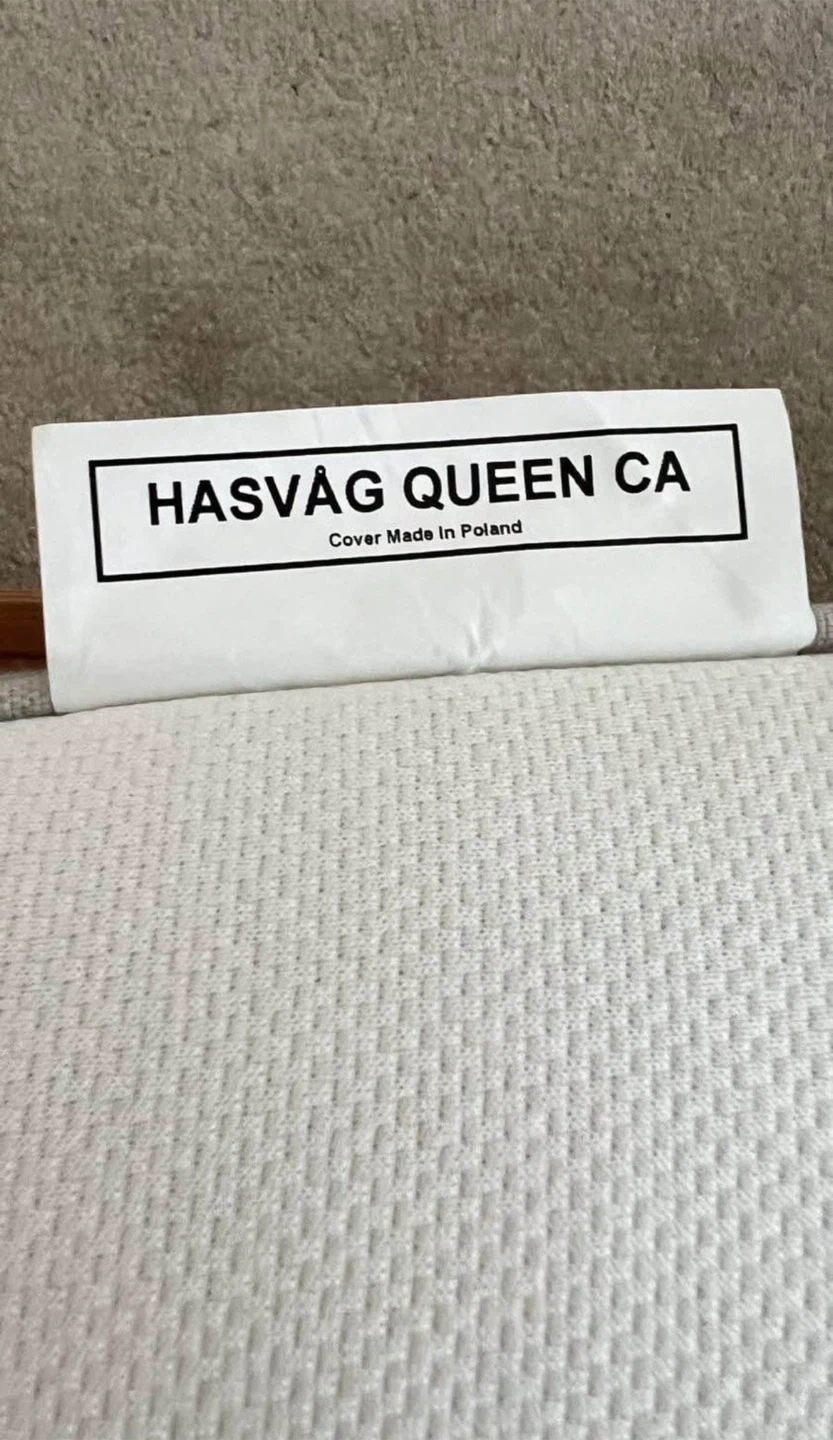 HASVÅG QUEEN CA
Cover Made In Poland